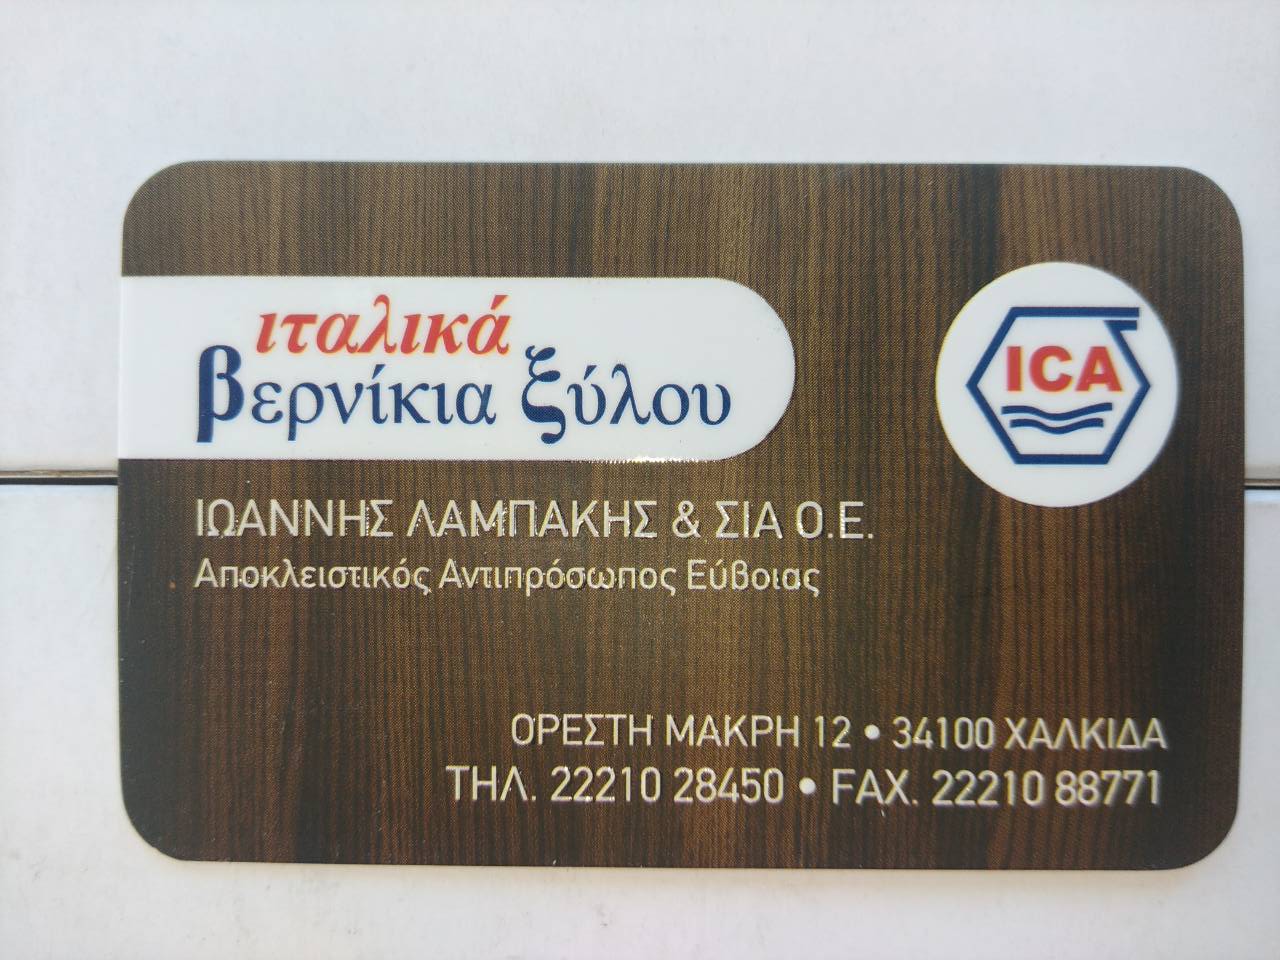 ιταλικά
βερνίκια ξύλου
ICA
ΙΩΑΝΝΗΣ ΛΑΜΠΑΚΗΣ & ΣΙΑ Ο.Ε.
Αποκλειστικός Αντιπρόσωπος Εύβοιας
ΟΡΕΣΤΗ ΜΑΚΡΗ 12 • 34100 ΧΑΛΚΙΔΑ
ΤΗΛ. 22210 28450 • FAX. 22210 88771